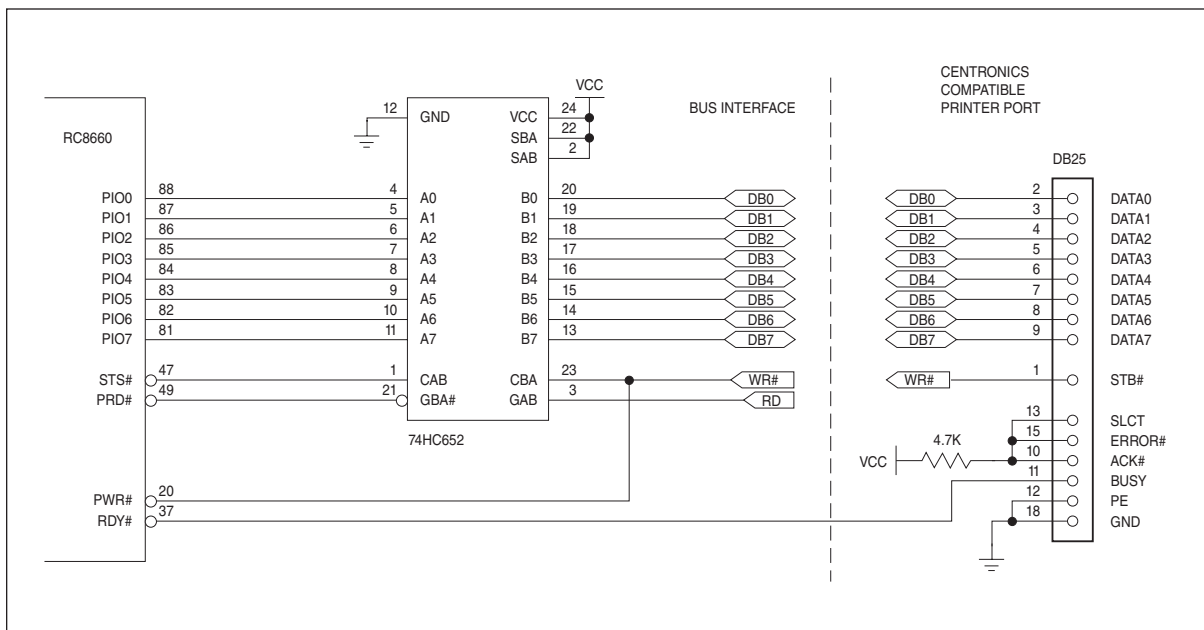 CENTRONICS
COMPATIBLE
PRINTER PORT
BUS INTERFACE
VCC
RC8660
12 GND VCC 24
SBA 22
SAB 2
DB25
PIO0 88 4 A0 B0 20 DB0 DB0 2 DATA0
PIO1 87 5 A1 B1 19 DB1 DB1 3 DATA1
PIO2 86 6 A2 B2 18 DB2 DB2 4 DATA2
PIO3 85 7 A3 B3 17 DB3 DB3 5 DATA3
PIO4 84 8 A4 B4 16 DB4 DB4 6 DATA4
PIO5 83 9 A5 B5 15 DB5 DB5 7 DATA5
PIO6 82 10 A6 B6 14 DB6 DB6 8 DATA6
PIO7 81 11 A7 B7 13 DB7 DB7 9 DATA7
STS# 47 1 CAB CBA 23 WR# WR# 1 STB#
PRD# 49 21 GBA# GAB 3 RD
13 SLCT
74HC652
15 ERROR#
VCC 4.7K 10 ACK#
11 BUSY
PWR# 20 12 PE
RDY# 37 18 GND